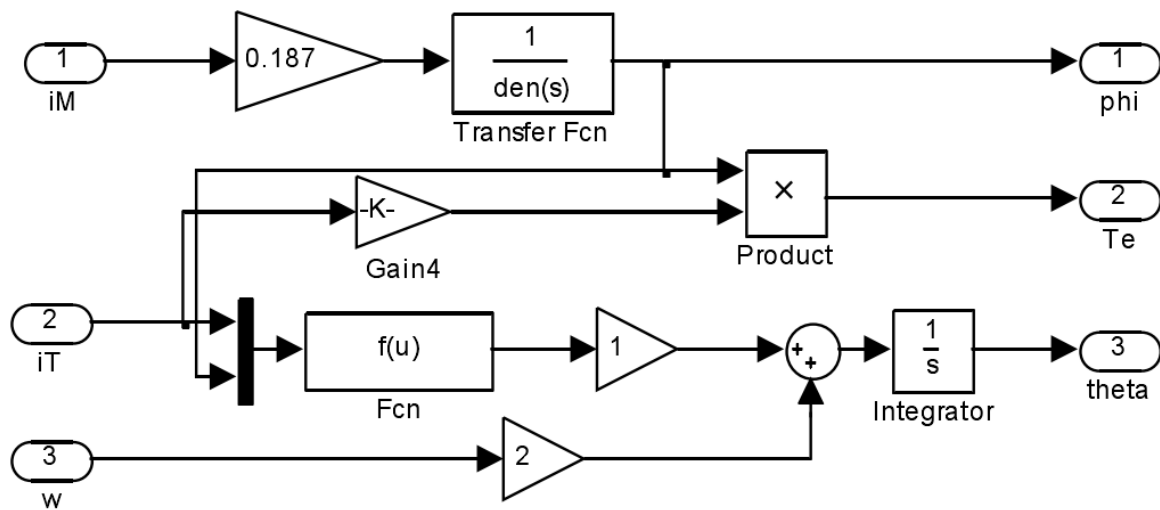 1
iM
0.187
1
den(s)
Transfer Fcn
1
phi
-K-
Gain4
×
Product
2
Te
2
iT
f(u)
Fcn
1
+
+
1
s
Integrator
3
theta
3
w
2